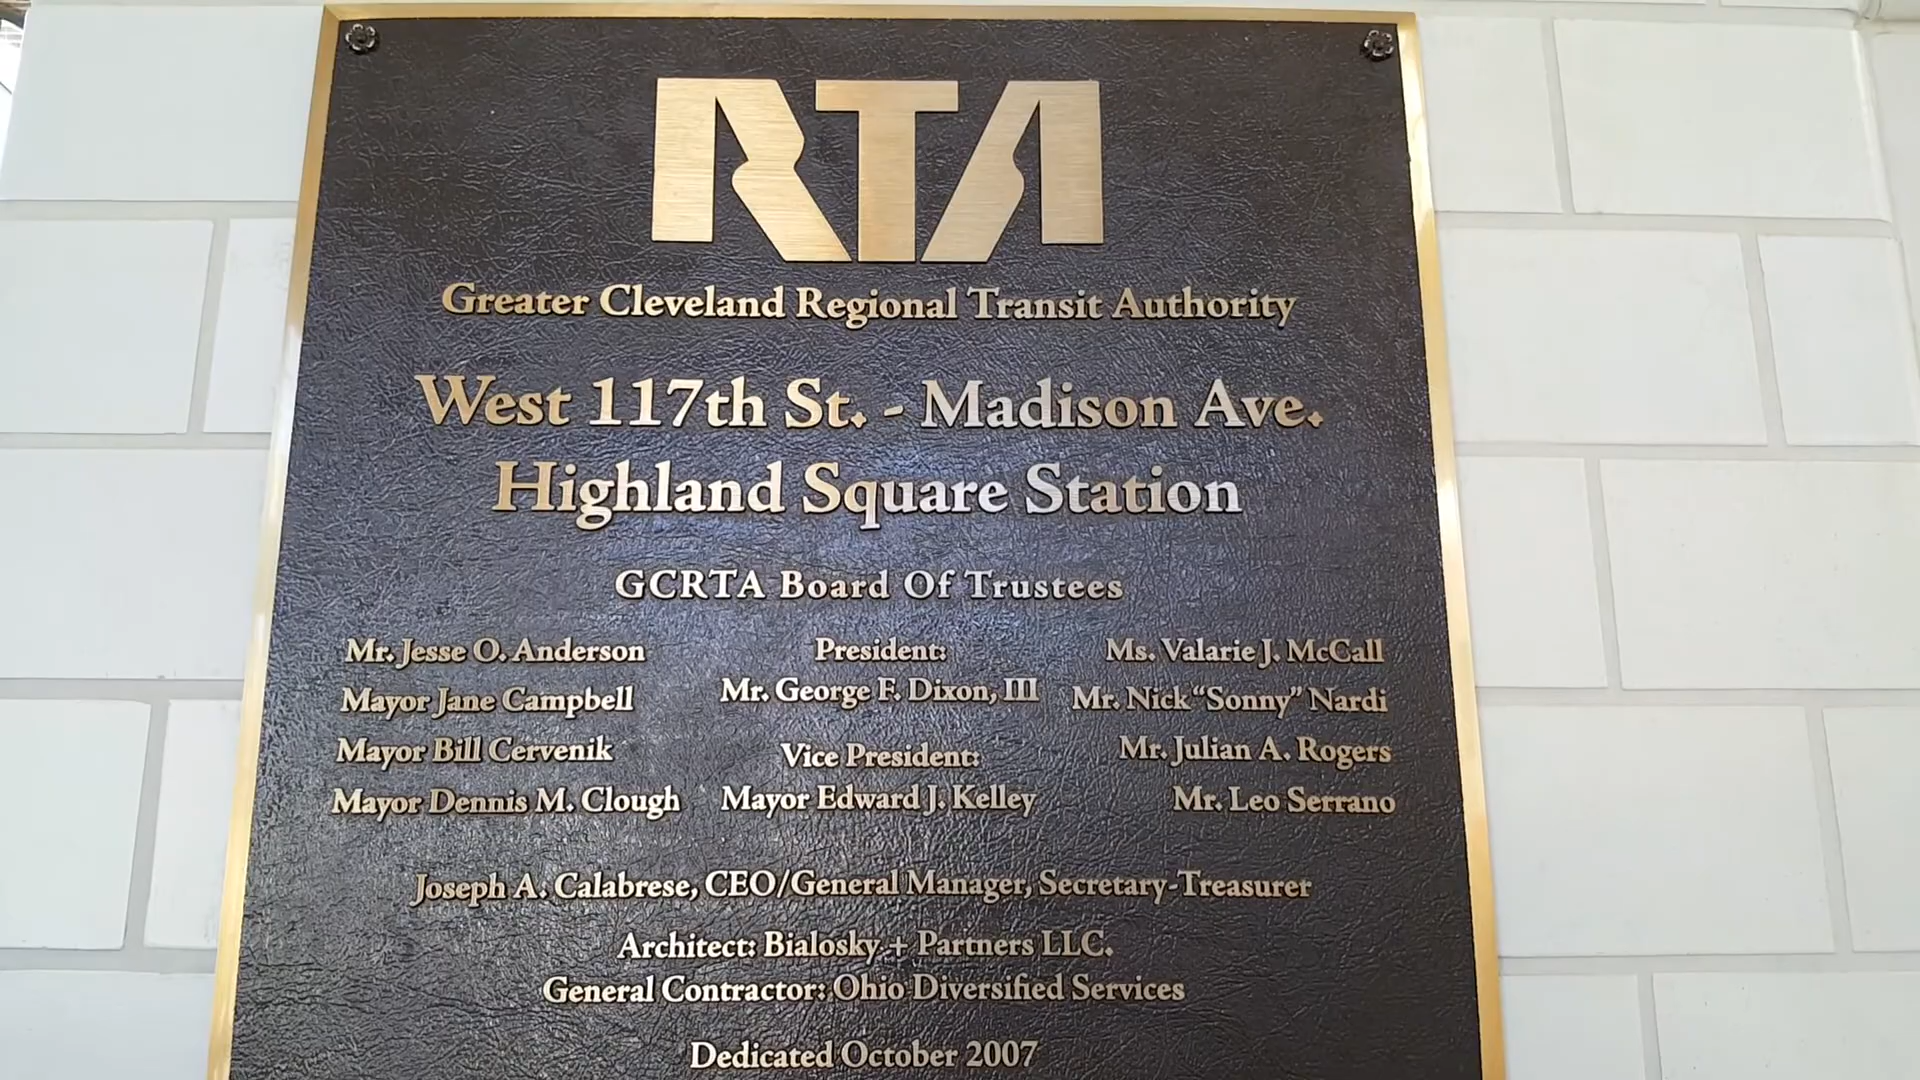 RTA
Greater Cleveland Regional Transit Authority
West 117th St. - Madison Ave.
Highland Square Station
GCRTA Board Of Trustees
Mr. Jesse O. Anderson
Mayor Jane Campbell
Mayor Bill Cervenik
Mayor Dennis M. Clough
President:
Mr. George F. Dixon, III
Vice President:
Mayor Edward J. Kelley
Ms. Valarie J. McCall
Mr. Nick “Sonny” Nardi
Mr. Julian A. Rogers
Mr. Leo Serrano
Joseph A. Calabrese, CEO/General Manager, Secretary-Treasurer
Architect: Bialosky + Partners LLC.
General Contractor: Ohio Diversified Services
Dedicated October 2007